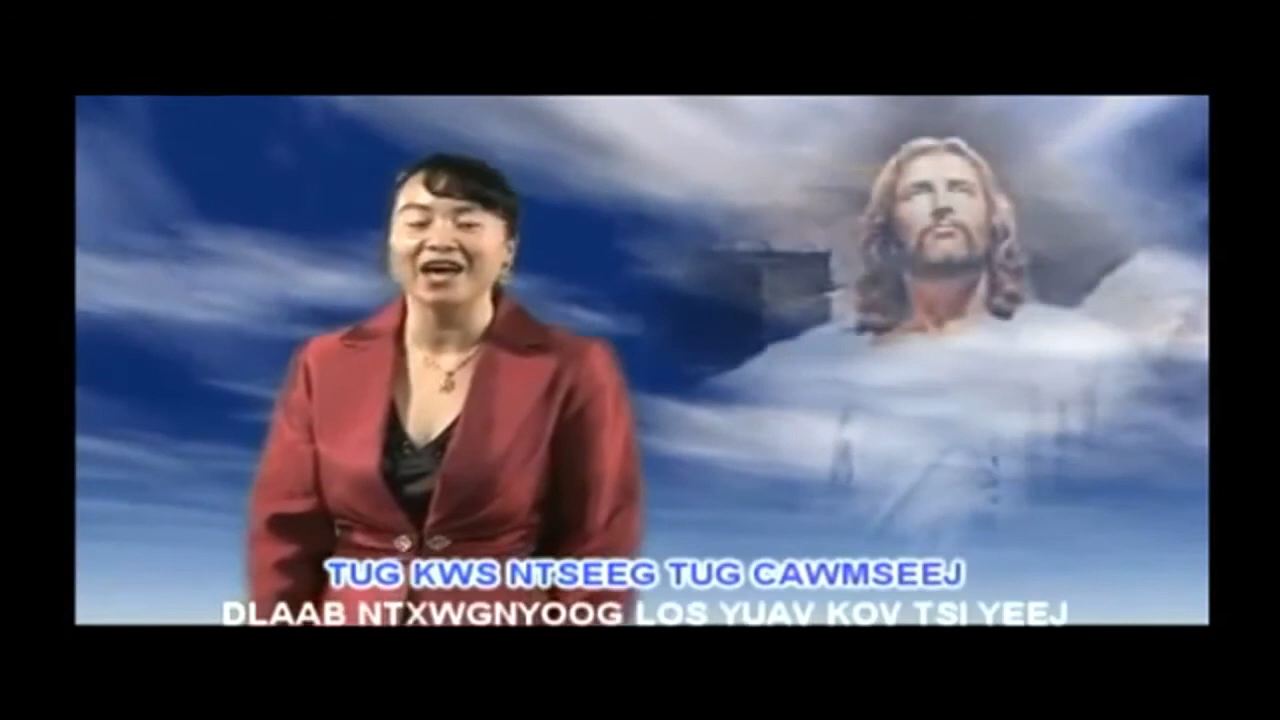 TUG KWS NTSEEG TUG CAWMSEEJ
DLAAB NTXWGNYOOG LOS YUAV KOV TSI YEEJ